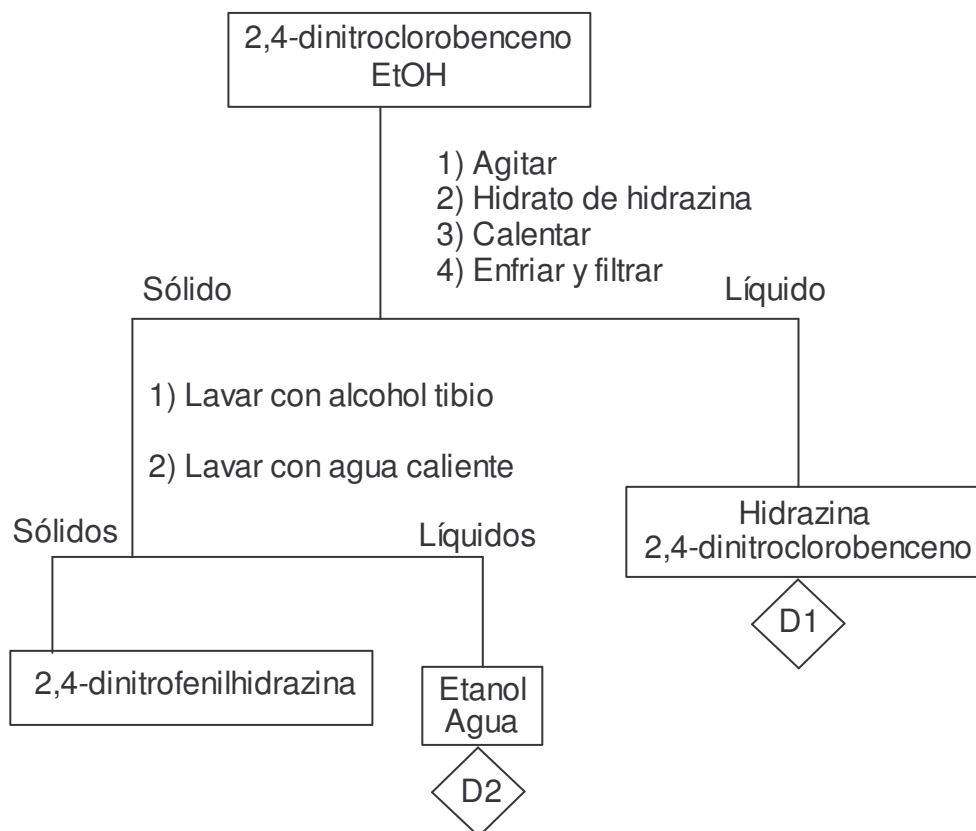 2,4-dinitroclorobenceno
EtOH
1) Agitar
2) Hidrato de hidrazina
3) Calentar
4) Enfriar y filtrar
Sólido
Líquido
1) Lavar con alcohol tibio
2) Lavar con agua caliente
Sólidos
Líquidos
Hidrazina
2,4-dinitroclorobenceno
D1
2,4-dinitrofenilhidrazina
Etanol
Agua
D2